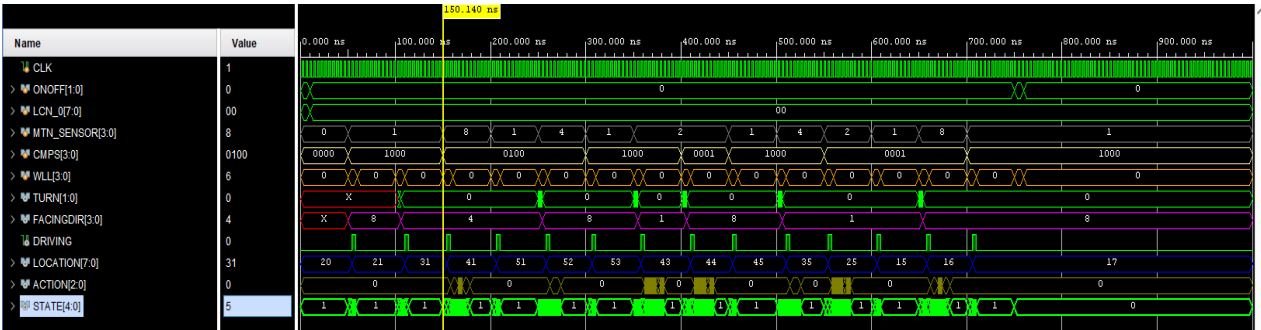 150.140 ns
Name Value 0.000 ns 100.000 ns 200.000 ns 300.000 ns 400.000 ns 500.000 ns 600.000 ns 700.000 ns 800.000 ns 900.000 ns
CLK 1
ONOFF[1:0] 0 0 0
LCN_0[7:0] 00 00
MTN_SENSOR[3:0] 8 0 1 8 1 4 1 2 1 4 2 1 8 1
CMPS[3:0] 0100 0000 1000 0100 1000 0001 1000 0001 1000
WLL[3:0] 6 0 0 0 0 0 0 0 0 0 0 0 0 0 0 0 0
TURN[1:0] 0 X 0 0 0 0 0 0
FACINGDIR[3:0] 4 X 8 4 8 1 8 1 8
DRIVING 0
LOCATION[7:0] 31 20 21 31 41 51 52 53 43 44 45 35 25 15 16 17
ACTION[2:0] 0 0 0 0 0 0 0 0
STATE[4:0] 5 1 1 1 1 1 1 1 1 1 1 1 1 1 1 1 0